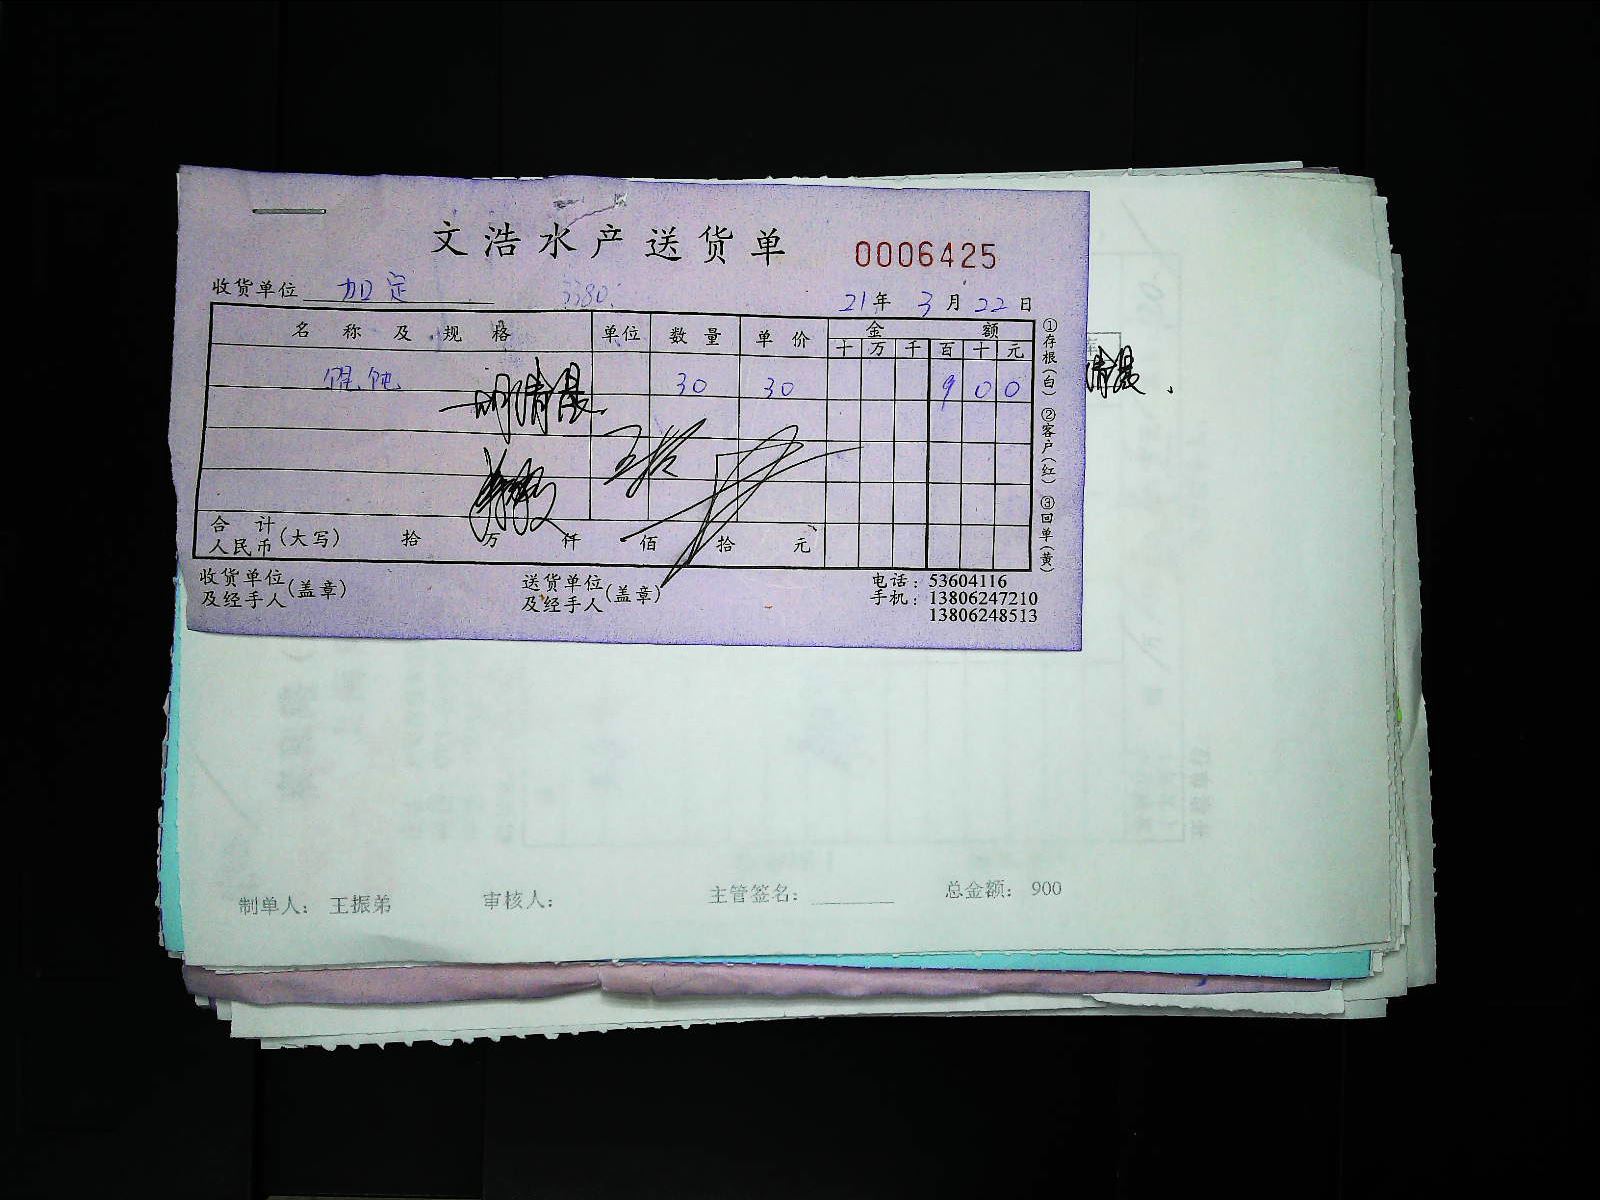 文浩水产送货单 0006425
收货单位 加定 3380.
21年 3月 22日
名称及规格 单位 数量 单价 金额
十 万 千 百 十 元
馄饨 30 30 9 0 0
合计人民币(大写) 拾 万 仟 佰 拾 元
收货单位及经手人(盖章) 送货单位及经手人(盖章) 电话:53604116
手机:13806247210
13806248513
①存根(白) ②客户(红) ③回单(黄)
制单人: 王振弟 审核人: 主管签名: 总金额: 900